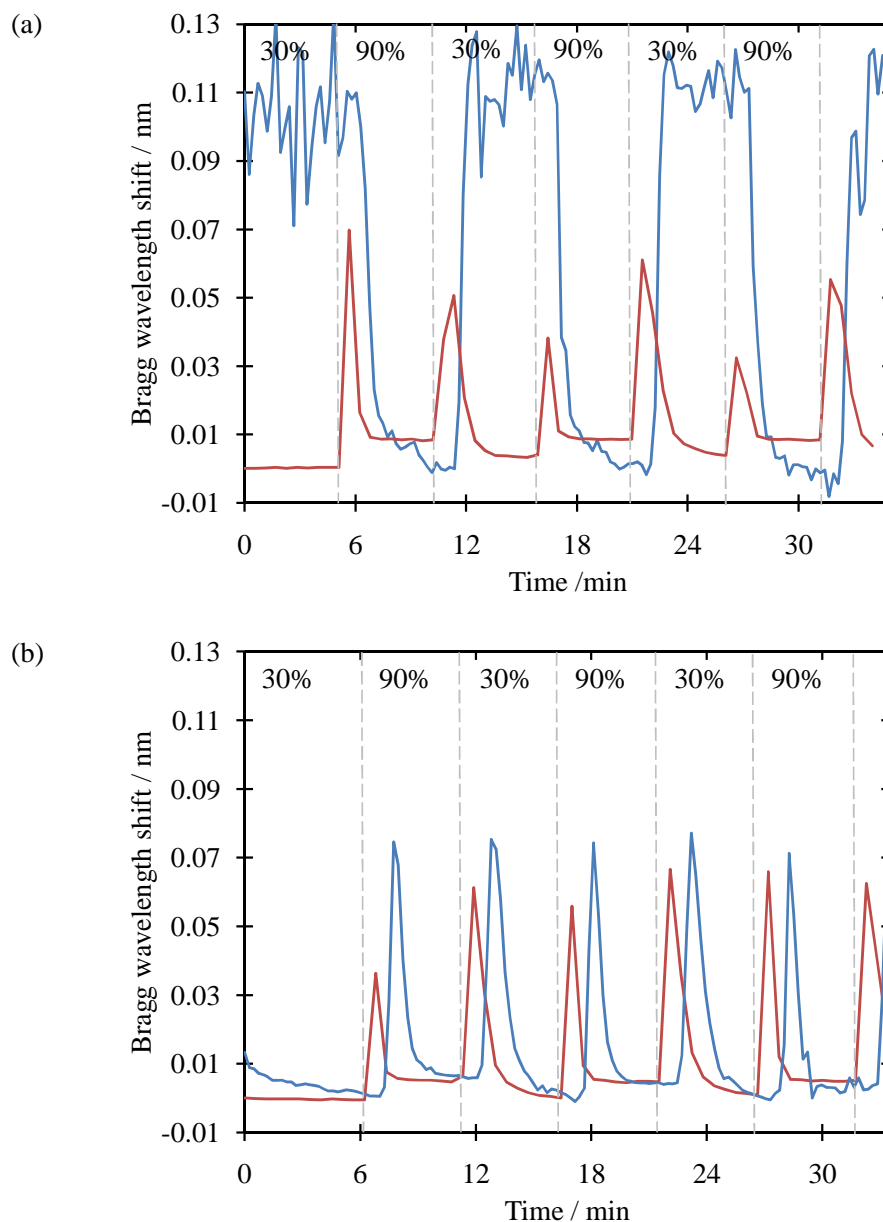 (a)
0.13
0.11
0.09
0.07
0.05
0.03
0.01
-0.01
Bragg wavelength shift / nm
30% 90% 30% 90% 30% 90%
0 6 12 18 24 30
Time /min
(b)
0.13
0.11
0.09
0.07
0.05
0.03
0.01
-0.01
Bragg wavelength shift / nm
30% 90% 30% 90% 30% 90%
0 6 12 18 24 30
Time / min